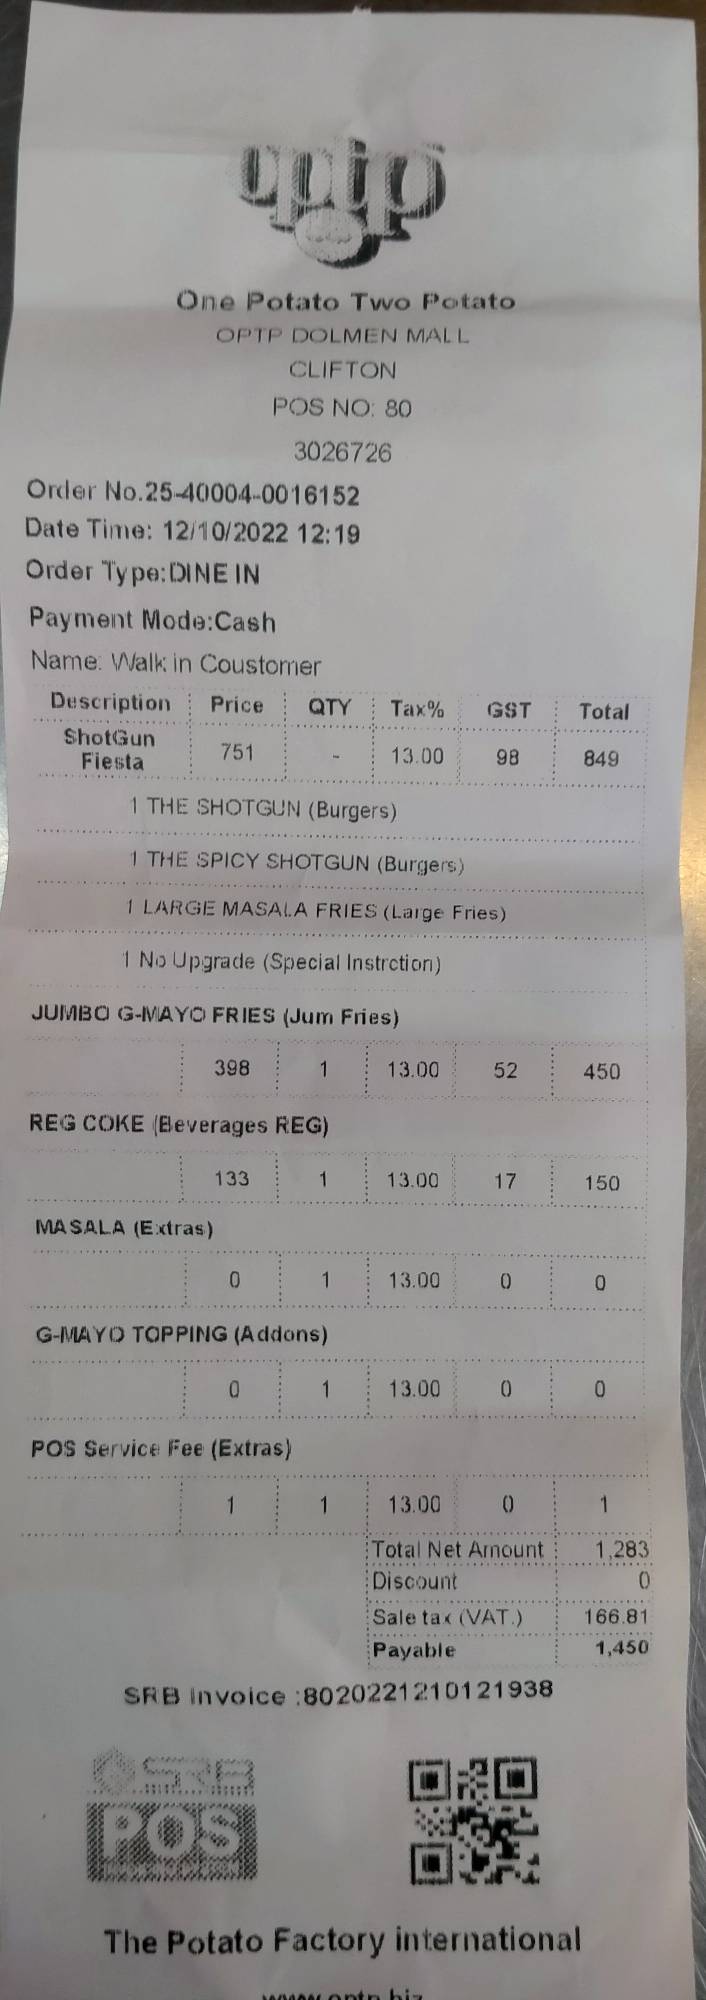 optp
One Potato Two Potato
OPTP DOLMEN MALL
CLIFTON
POS NO: 80
3026726
Order No.25-40004-0016152
Date Time: 12/10/2022 12:19
Order Type:DINE IN
Payment Mode:Cash
Name: Walk in Coustomer
Description Price QTY Tax% GST Total
ShotGun
Fiesta 751 - 13.00 98 849
1 THE SHOTGUN (Burgers)
1 THE SPICY SHOTGUN (Burgers)
1 LARGE MASALA FRIES (Large Fries)
1 No Upgrade (Special Instrction)
JUMBO G-MAYO FRIES (Jum Fries)
398 1 13.00 52 450
REG COKE (Beverages REG)
133 1 13.00 17 150
MASALA (Extras)
0 1 13.00 0 0
G-MAYO TOPPING (Addons)
0 1 13.00 0 0
POS Service Fee (Extras)
1 1 13.00 0 1
Total Net Amount 1,283
Discount 0
Sale tax (VAT.) 166.81
Payable 1,450
SRB Invoice :8020221210121938
SRB
POS
The Potato Factory international
www.optp.biz